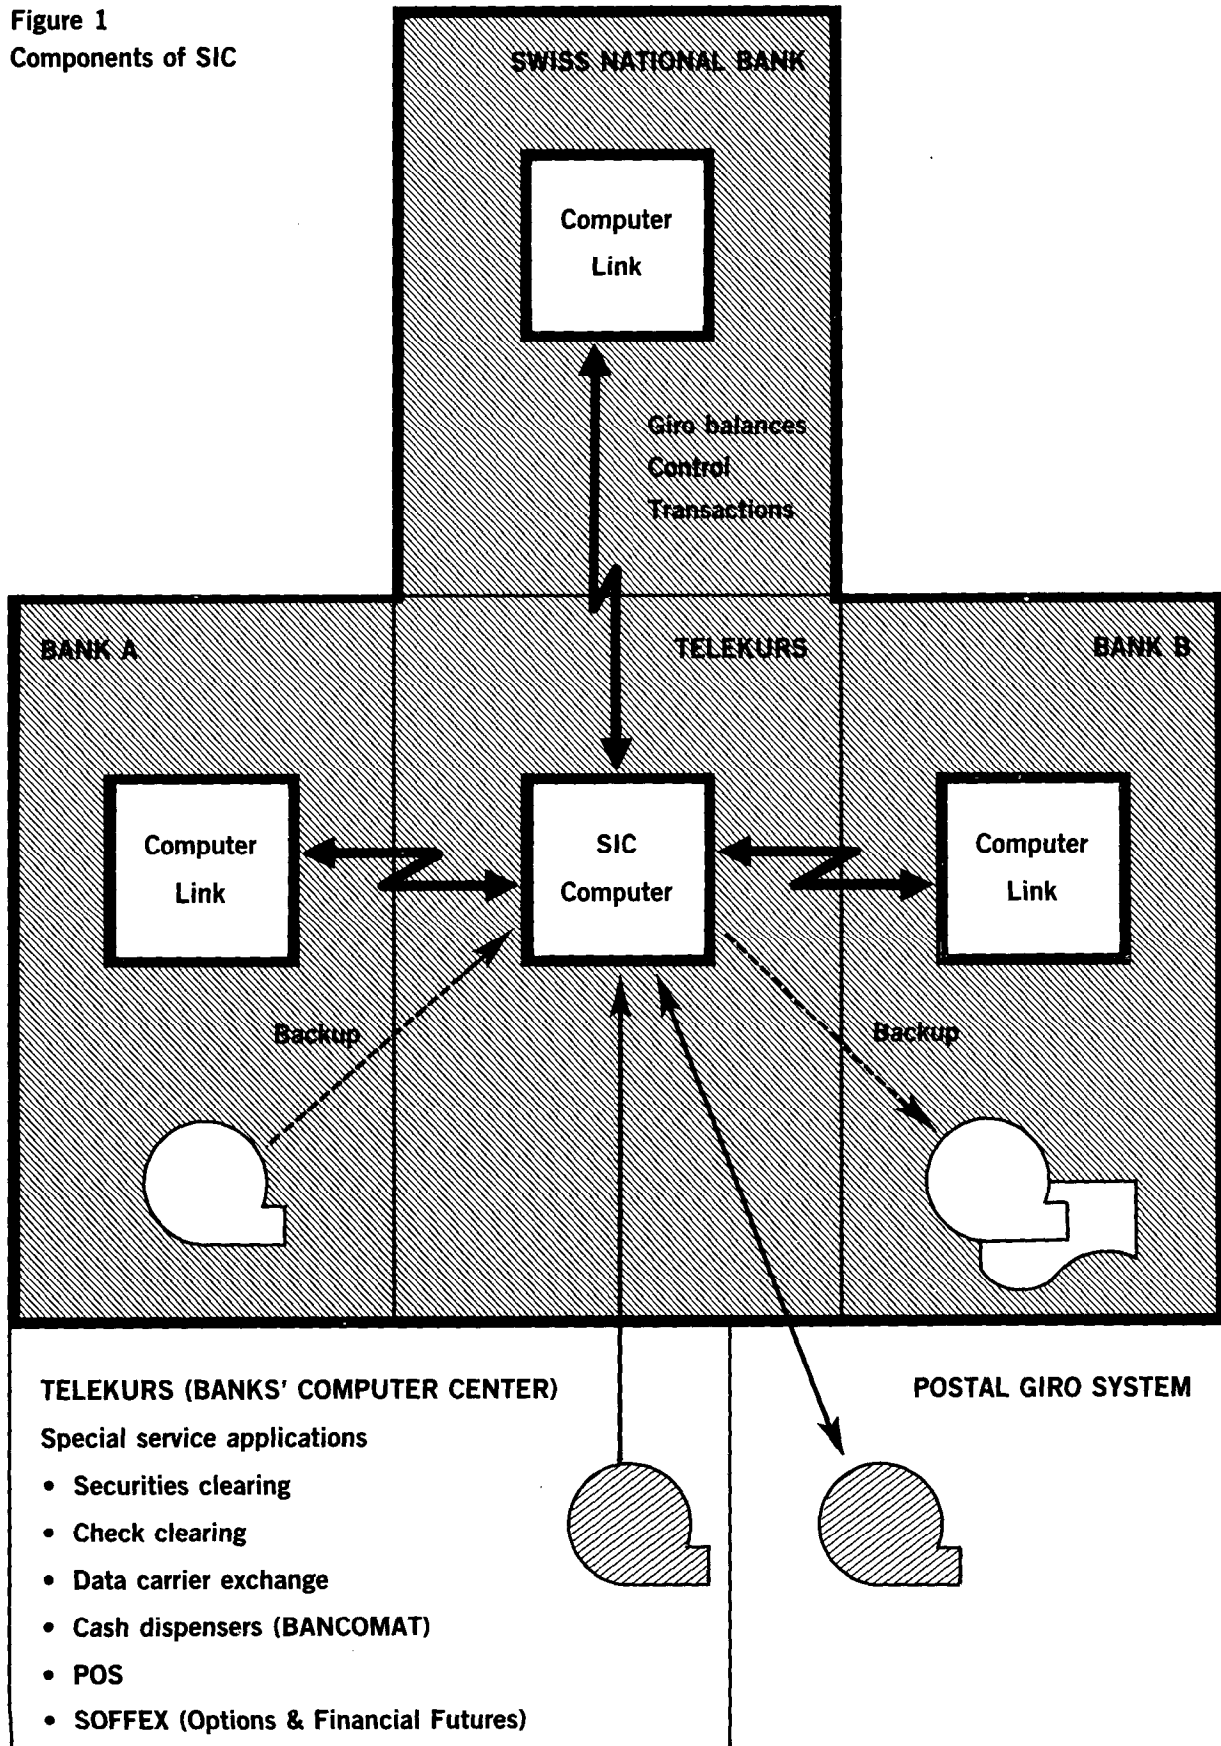 Figure 1
Components of SIC
SWISS NATIONAL BANK
Computer
Link
Giro balances
Control
Transactions
BANK A
TELEKURS
BANK B
Computer
Link
SIC
Computer
Computer
Link
Backup
Backup
TELEKURS (BANKS' COMPUTER CENTER)
Special service applications
• Securities clearing
• Check clearing
• Data carrier exchange
• Cash dispensers (BANCOMAT)
• POS
• SOFFEX (Options & Financial Futures)
POSTAL GIRO SYSTEM